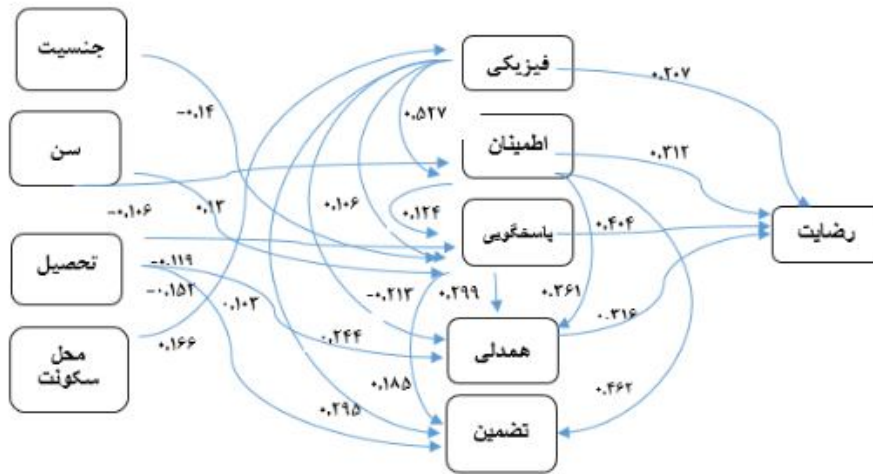 جنسیت
سن
تحصیل
محل
سکونت
فیزیکی
اطمینان
پاسخگویی
همدلی
تضمین
رضایت
−۰.۱۴
−۰.۱۰۶
۰.۱۳
−۰.۱۱۹
−۰.۱۵۲
۰.۱۰۳
۰.۱۶۶
۰.۲۴۴
۰.۲۹۵
۰.۵۲۷
۰.۱۰۶
۰.۱۲۴
−۰.۲۱۳
۰.۲۹۹
۰.۱۸۵
۰.۳۶۱
۰.۴۶۲
۰.۲۰۷
۰.۳۱۲
۰.۴۰۴
۰.۳۱۶